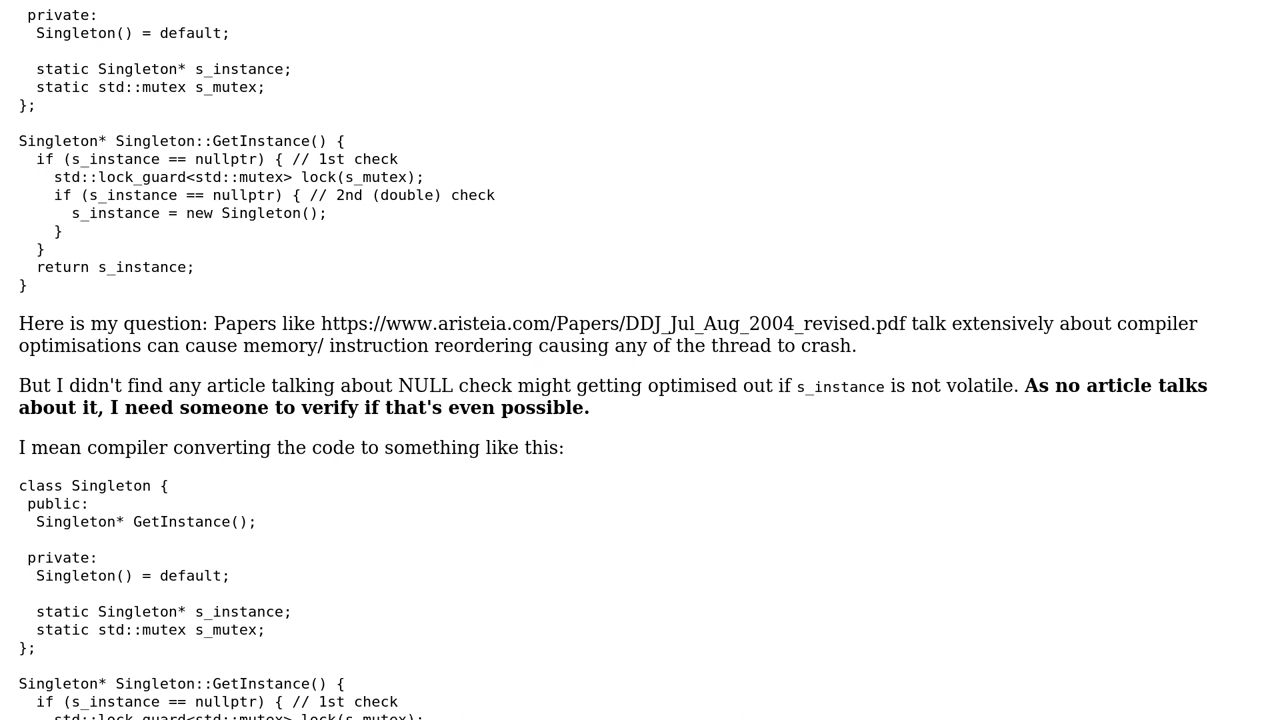 private:
  Singleton() = default;

  static Singleton* s_instance;
  static std::mutex s_mutex;
};

Singleton* Singleton::GetInstance() {
  if (s_instance == nullptr) { // 1st check
    std::lock_guard<std::mutex> lock(s_mutex);
    if (s_instance == nullptr) { // 2nd (double) check
      s_instance = new Singleton();
    }
  }
  return s_instance;
}

Here is my question: Papers like https://www.aristeia.com/Papers/DDJ_Jul_Aug_2004_revised.pdf talk extensively about compiler
optimisations can cause memory/ instruction reordering causing any of the thread to crash.

But I didn't find any article talking about NULL check might getting optimised out if s_instance is not volatile. As no article talks
about it, I need someone to verify if that's even possible.

I mean compiler converting the code to something like this:

class Singleton {
 public:
  Singleton* GetInstance();

 private:
  Singleton() = default;

  static Singleton* s_instance;
  static std::mutex s_mutex;
};

Singleton* Singleton::GetInstance() {
  if (s_instance == nullptr) { // 1st check
    std::lock_guard<std::mutex> lock(s_mutex);